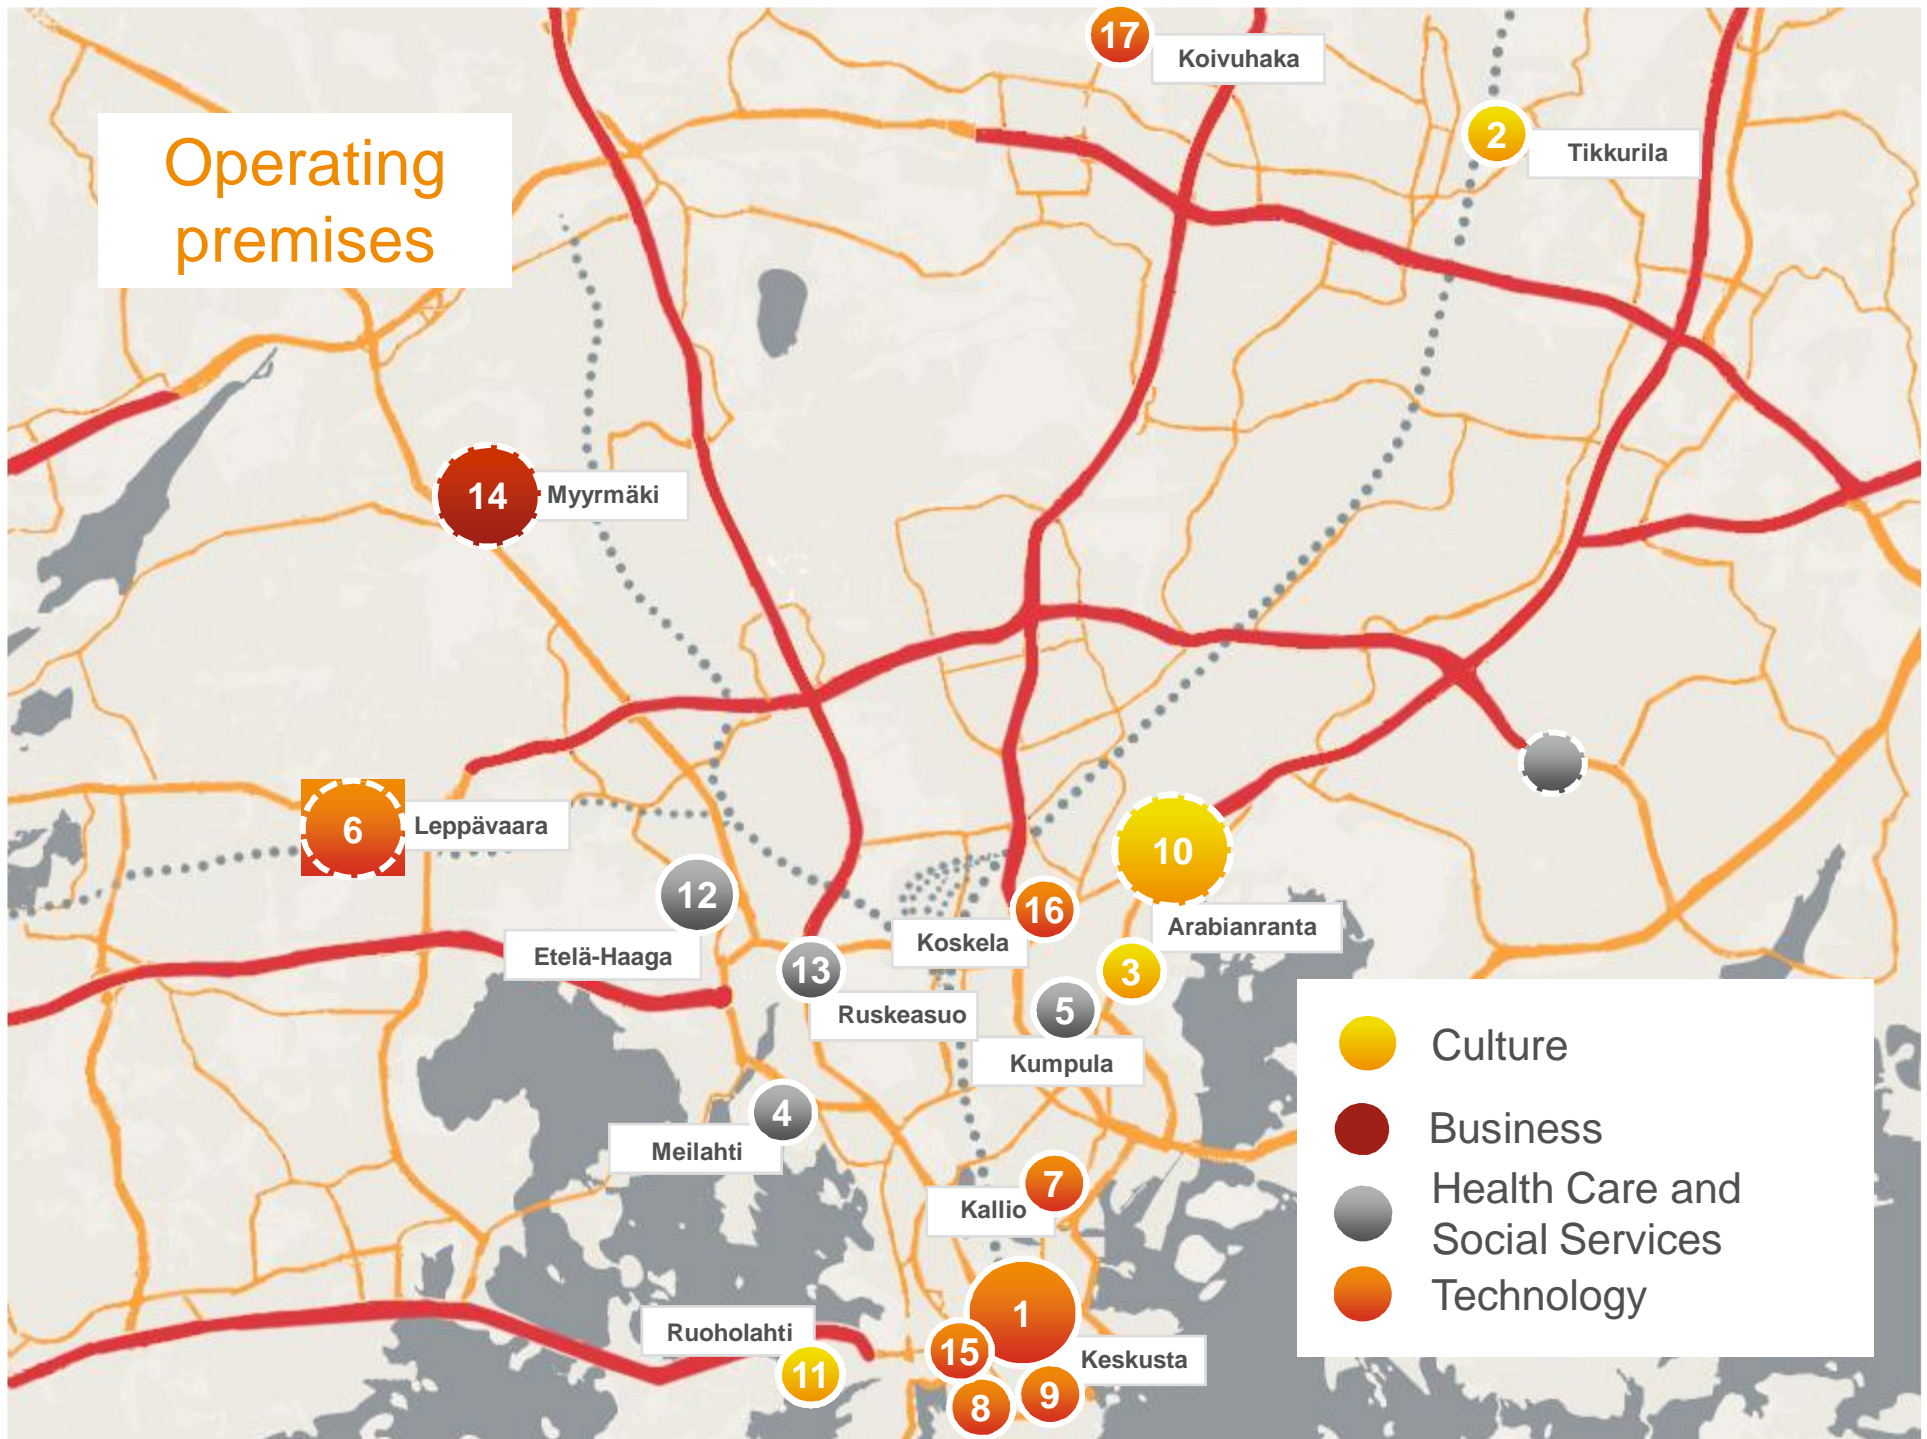 17
Koivuhaka
2
Tikkurila
Operating
premises
14
Myyrmäki
6
Leppävaara
10
Arabianranta
12
Etelä-Haaga
16
Koskela
13
Ruskeasuo
3
5
Kumpula
4
Meilahti
7
Kallio
1
Keskusta
Ruoholahti
15
11
9
8
Culture
Business
Health Care and
Social Services
Technology